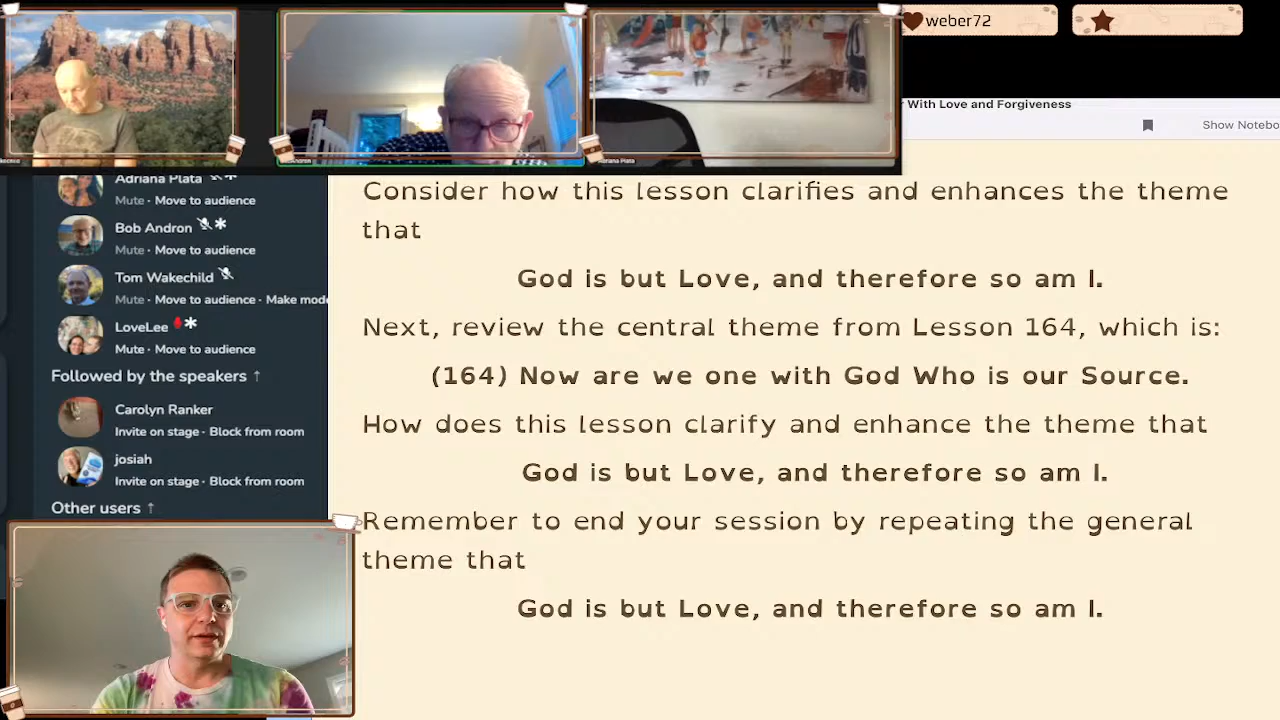 weber72
With Love and Forgiveness
Show Notebo
Adriana Plata
Adriana Plata
Mute · Move to audience
Bob Andron
Mute · Move to audience
Tom Wakechild
Mute · Move to audience · Make mode
LoveLee
Mute · Move to audience
Followed by the speakers ↑
Carolyn Ranker
Invite on stage · Block from room
josiah
Invite on stage · Block from room
Other users ↑
Consider how this lesson clarifies and enhances the theme
that
God is but Love, and therefore so am I.
Next, review the central theme from Lesson 164, which is:
(164) Now are we one with God Who is our Source.
How does this lesson clarify and enhance the theme that
God is but Love, and therefore so am I.
Remember to end your session by repeating the general
theme that
God is but Love, and therefore so am I.